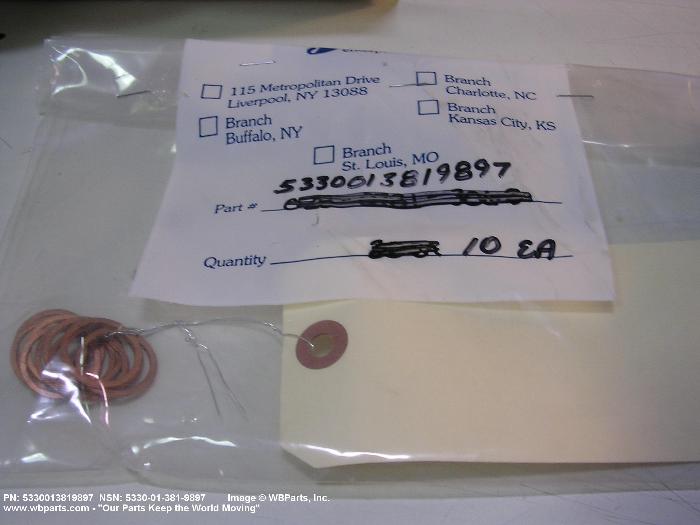 115 Metropolitan Drive
Liverpool, NY 13088
Branch
Charlotte, NC
Branch
Buffalo, NY
Branch
Kansas City, KS
Branch
St. Louis, MO
5330013819897
Part #
Quantity 10 EA
PN: 5330013819897 NSN: 5330-01-381-9897 Image © WBParts, Inc.
www.wbparts.com - "Our Parts Keep the World Moving"